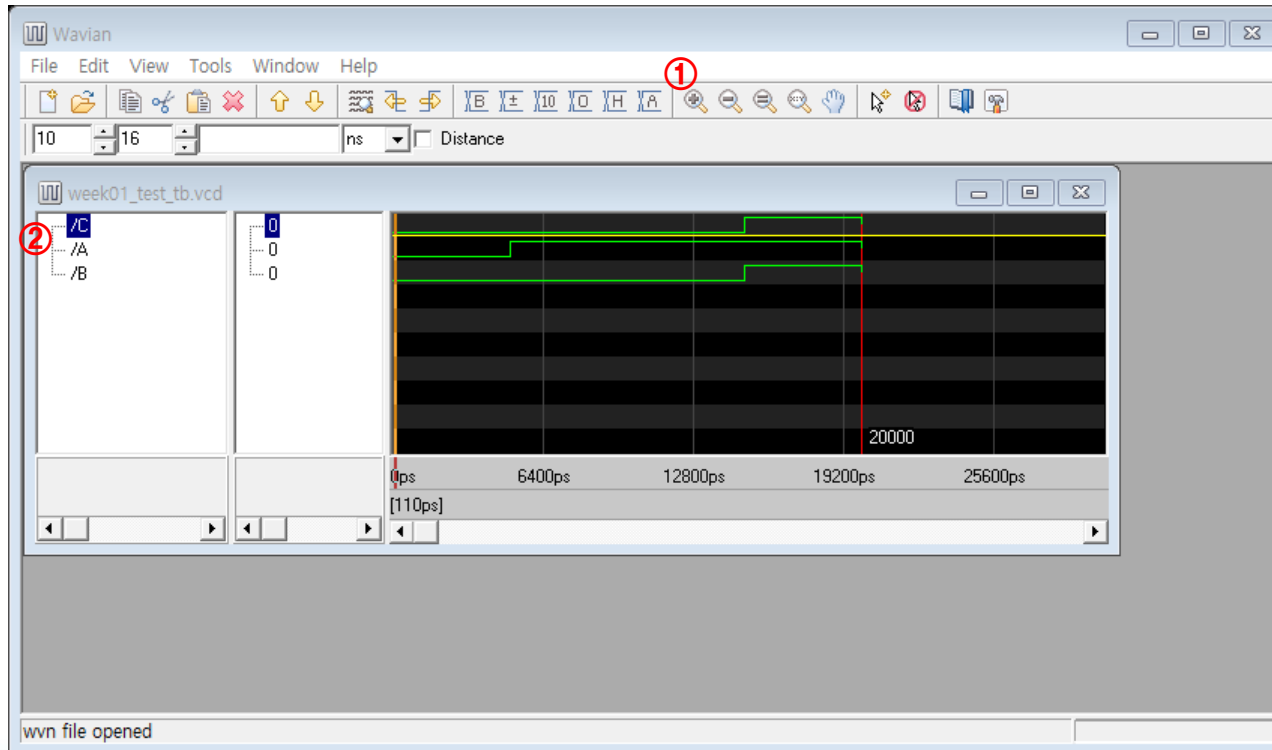 Wavian
File Edit View Tools Window Help
①
B ± 10 O H A
10 16 ns Distance
week01_test_tb.vcd
②
/C 0
/A 0
/B 0
20000
0ps 6400ps 12800ps 19200ps 25600ps
[110ps]
wvn file opened